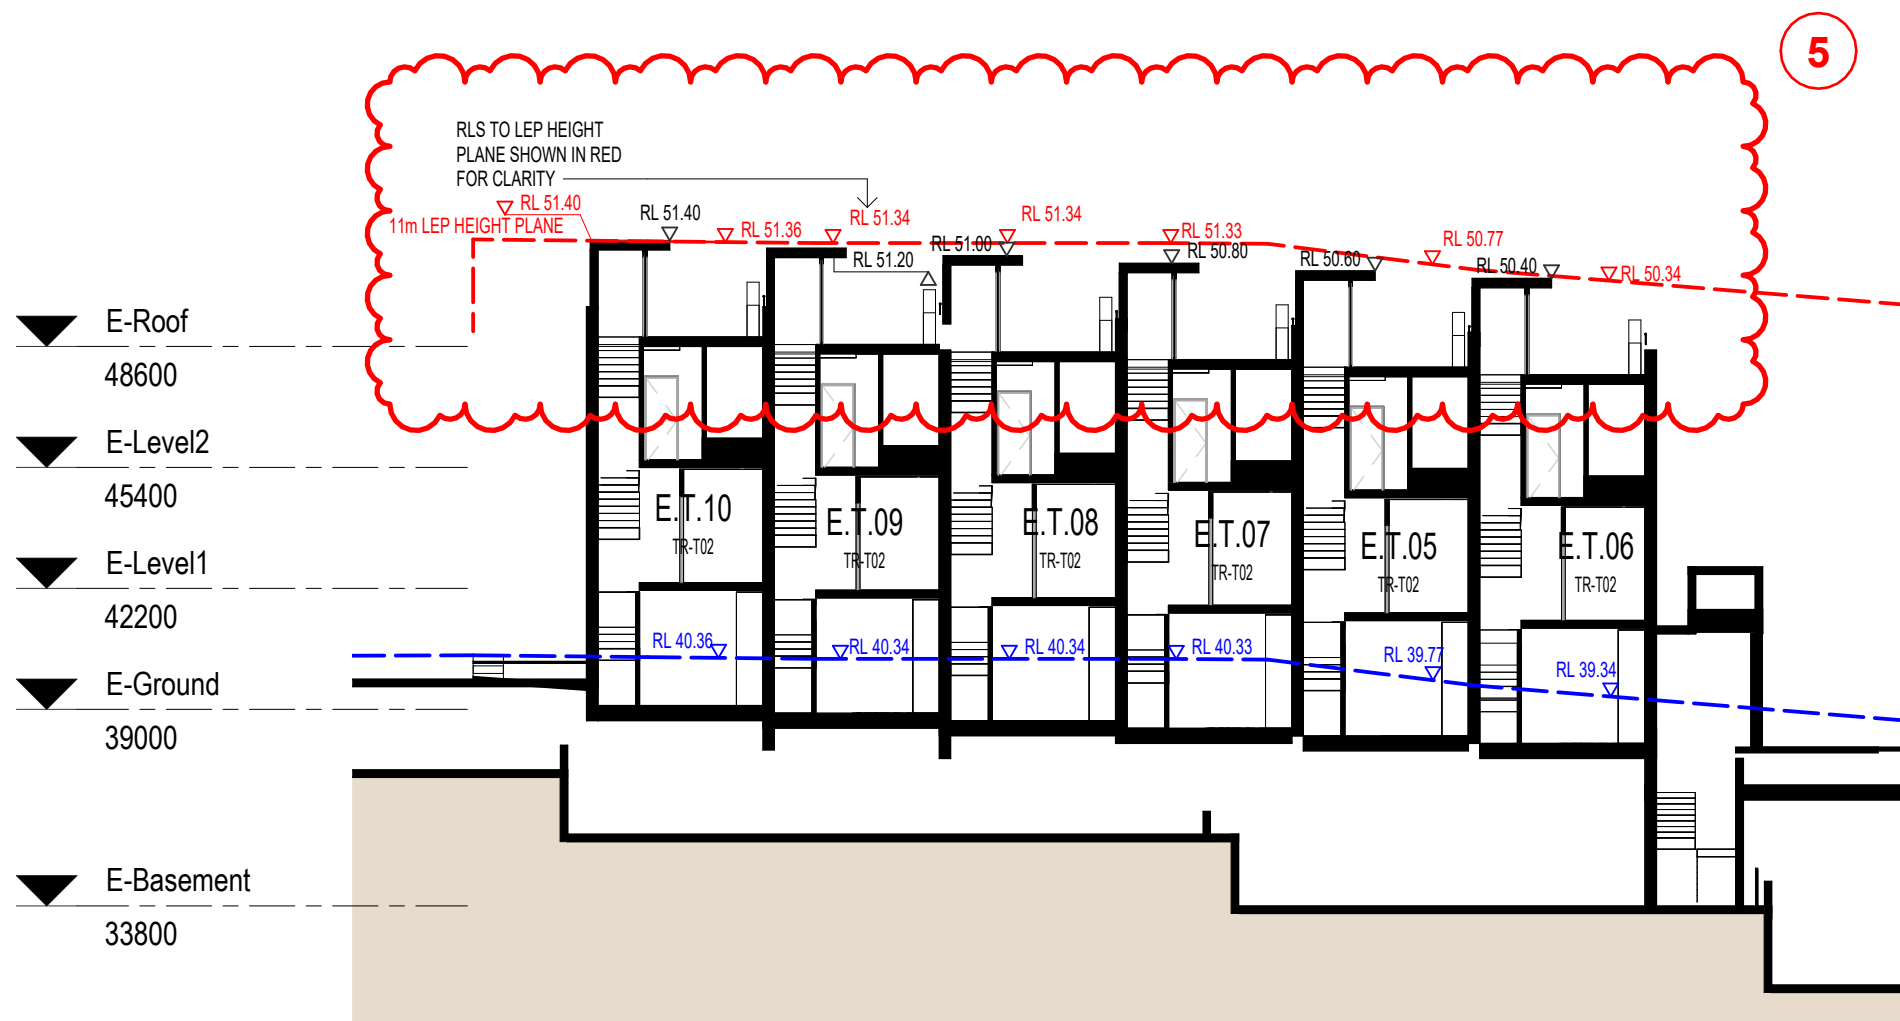 5
RLS TO LEP HEIGHT
PLANE SHOWN IN RED
FOR CLARITY
RL 51.40
11m LEP HEIGHT PLANE
RL 51.40
RL 51.36
RL 51.34
RL 51.20
RL 51.34
RL 51.00
RL 51.33
RL 50.80
RL 50.60
RL 50.77
RL 50.40
RL 50.34
E-Roof
48600
E-Level2
45400
E-Level1
42200
E-Ground
39000
E-Basement
33800
E.T.10
TR-T02
E.T.09
TR-T02
E.T.08
TR-T02
E.T.07
TR-T02
E.T.05
TR-T02
E.T.06
TR-T02
RL 40.36
RL 40.34
RL 40.34
RL 40.33
RL 39.77
RL 39.34